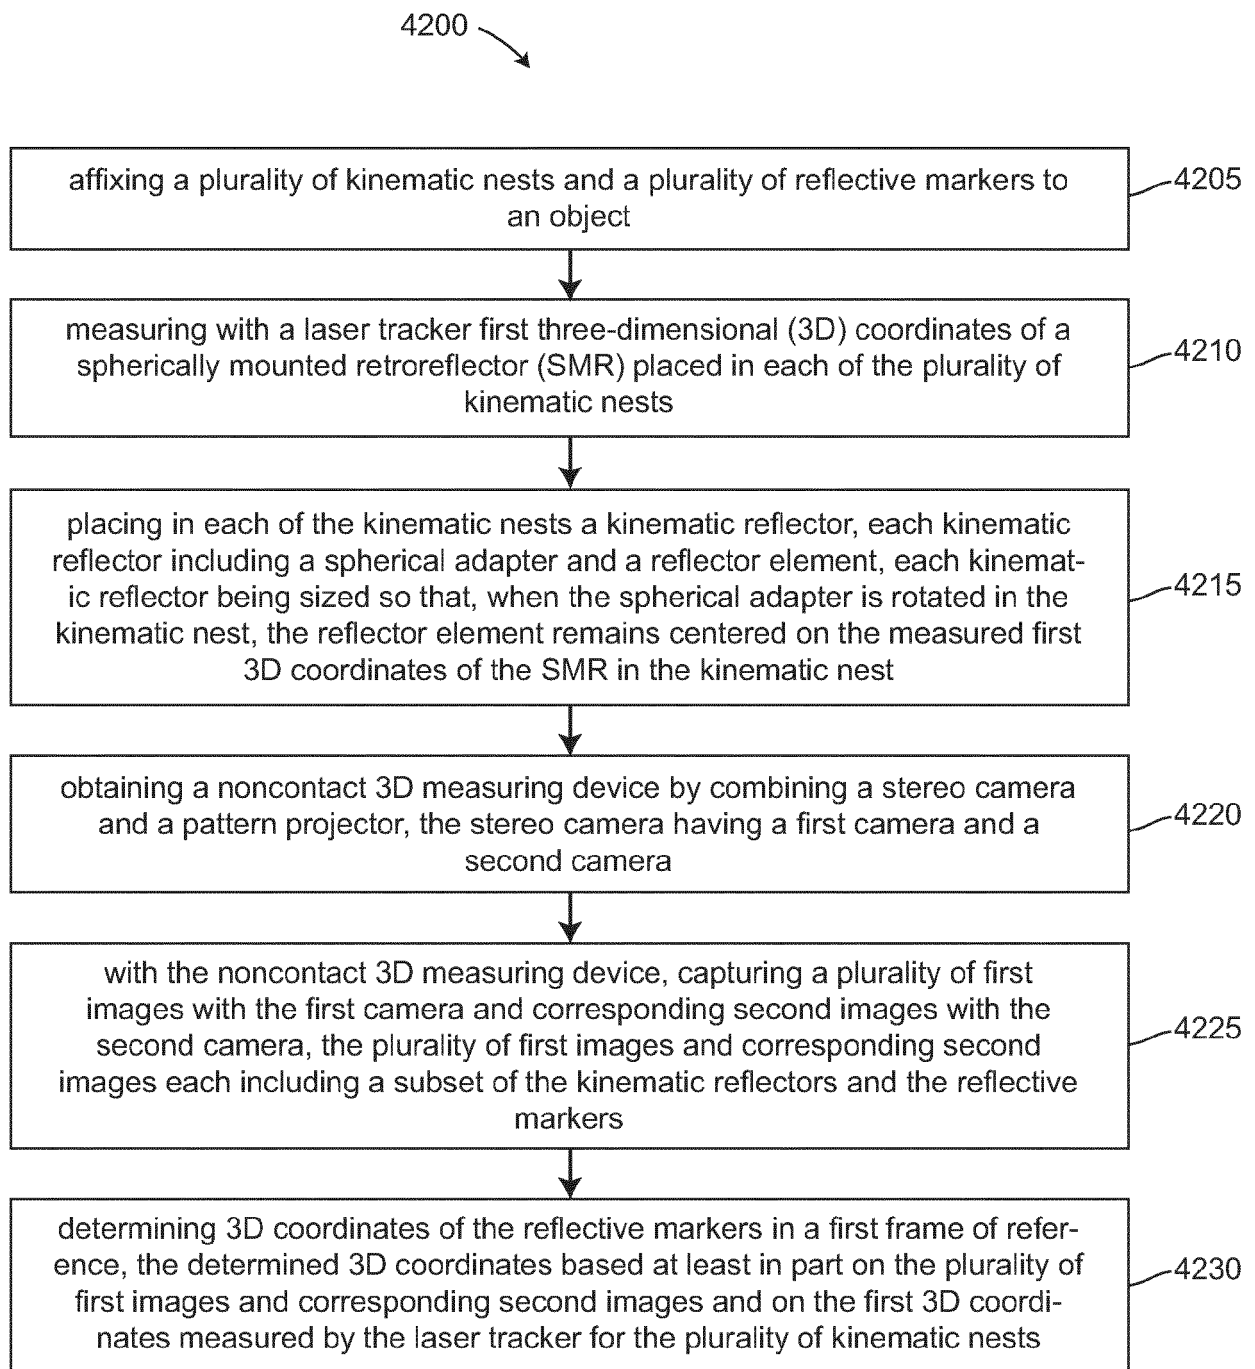 4200
affixing a plurality of kinematic nests and a plurality of reflective markers to
an object
4205
measuring with a laser tracker first three-dimensional (3D) coordinates of a
spherically mounted retroreflector (SMR) placed in each of the plurality of
kinematic nests
4210
placing in each of the kinematic nests a kinematic reflector, each kinematic
reflector including a spherical adapter and a reflector element, each kinemat-
ic reflector being sized so that, when the spherical adapter is rotated in the
kinematic nest, the reflector element remains centered on the measured first
3D coordinates of the SMR in the kinematic nest
4215
obtaining a noncontact 3D measuring device by combining a stereo camera
and a pattern projector, the stereo camera having a first camera and a
second camera
4220
with the noncontact 3D measuring device, capturing a plurality of first
images with the first camera and corresponding second images with the
second camera, the plurality of first images and corresponding second
images each including a subset of the kinematic reflectors and the reflective
markers
4225
determining 3D coordinates of the reflective markers in a first frame of refer-
ence, the determined 3D coordinates based at least in part on the plurality of
first images and corresponding second images and on the first 3D coordi-
nates measured by the laser tracker for the plurality of kinematic nests
4230